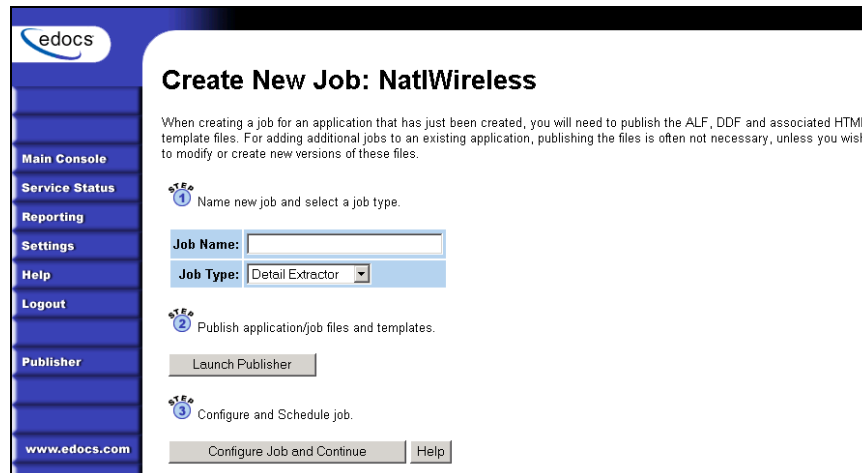 edocs
Create New Job: NatlWireless
When creating a job for an application that has just been created, you will need to publish the ALF, DDF and associated HTM
template files. For adding additional jobs to an existing application, publishing the files is often not necessary, unless you wish
to modify or create new versions of these files.
Main Console
Service Status
Reporting
Settings
Help
Logout
Publisher
www.edocs.com
STEP 1 Name new job and select a job type.
Job Name:
Job Type: Detail Extractor
STEP 2 Publish application/job files and templates.
Launch Publisher
STEP 3 Configure and Schedule job.
Configure Job and Continue Help